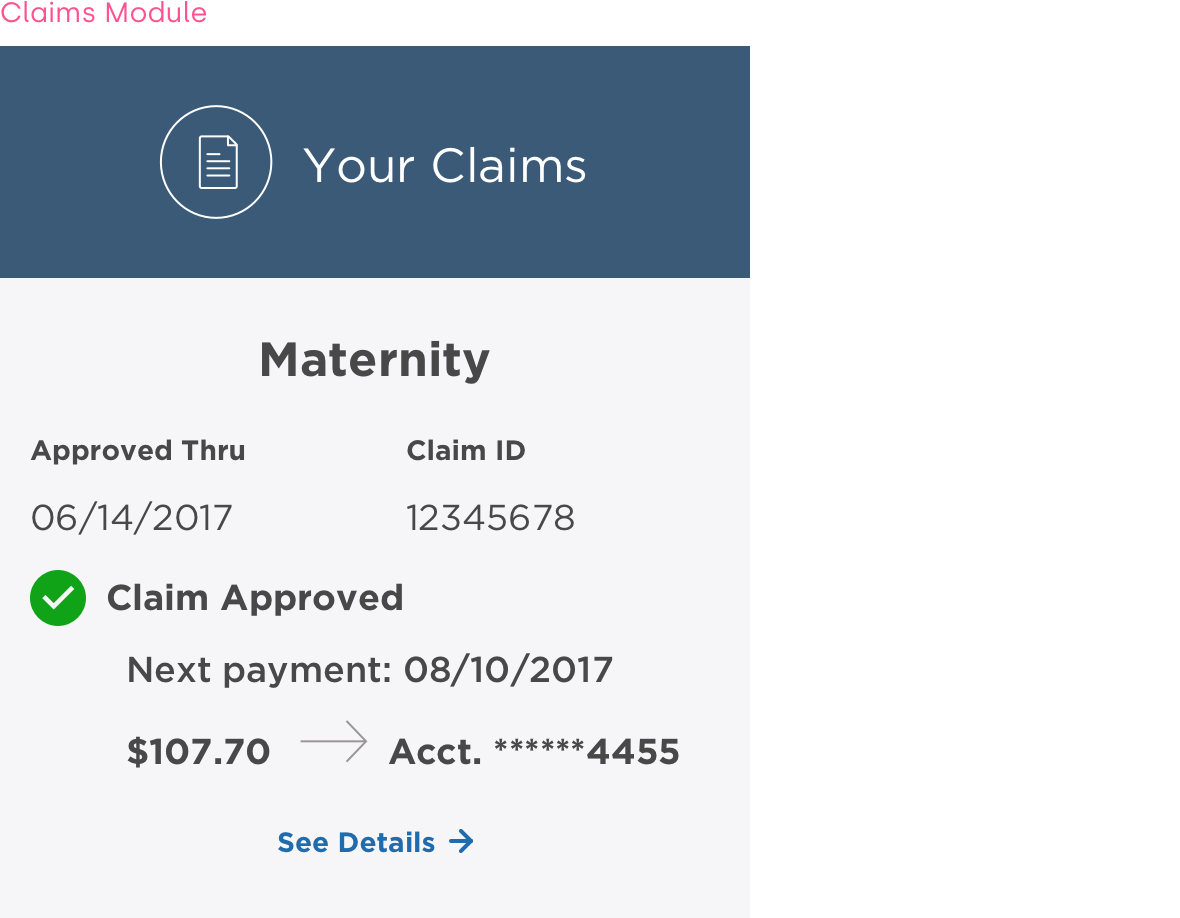 Claims Module
Your Claims
Maternity
Approved Thru
Claim ID
06/14/2017
12345678
Claim Approved
Next payment: 08/10/2017
$107.70
Acct. ******4455
See Details